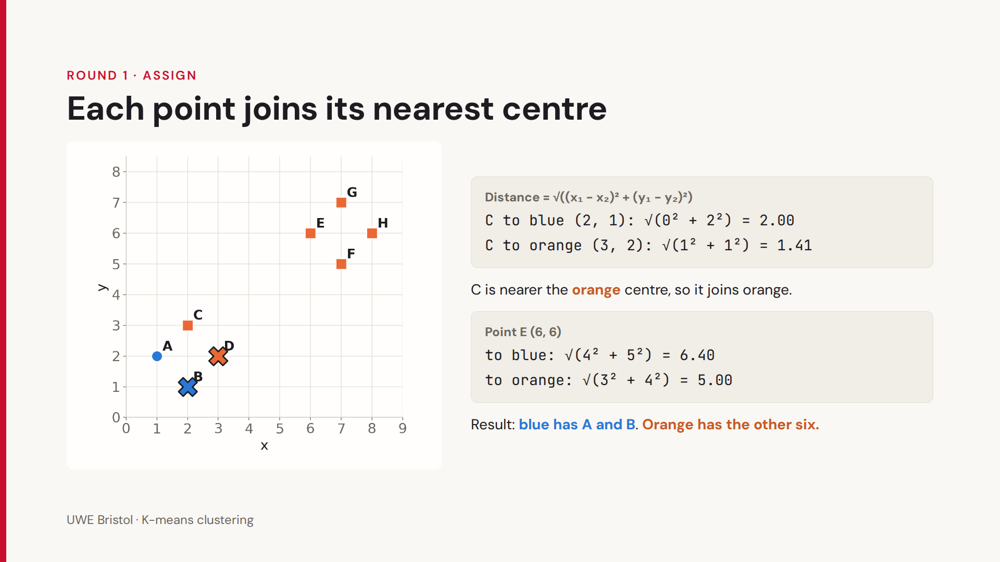 ROUND 1 · ASSIGN
Each point joins its nearest centre
8
7
6
5
4
3
2
1
0
y
0 1 2 3 4 5 6 7 8 9
x
G
E
H
F
C
A
D
B
Distance = √((x₁ − x₂)² + (y₁ − y₂)²)
C to blue (2, 1): √(0² + 2²) = 2.00
C to orange (3, 2): √(1² + 1²) = 1.41
C is nearer the orange centre, so it joins orange.
Point E (6, 6)
to blue: √(4² + 5²) = 6.40
to orange: √(3² + 4²) = 5.00
Result: blue has A and B. Orange has the other six.
UWE Bristol · K-means clustering